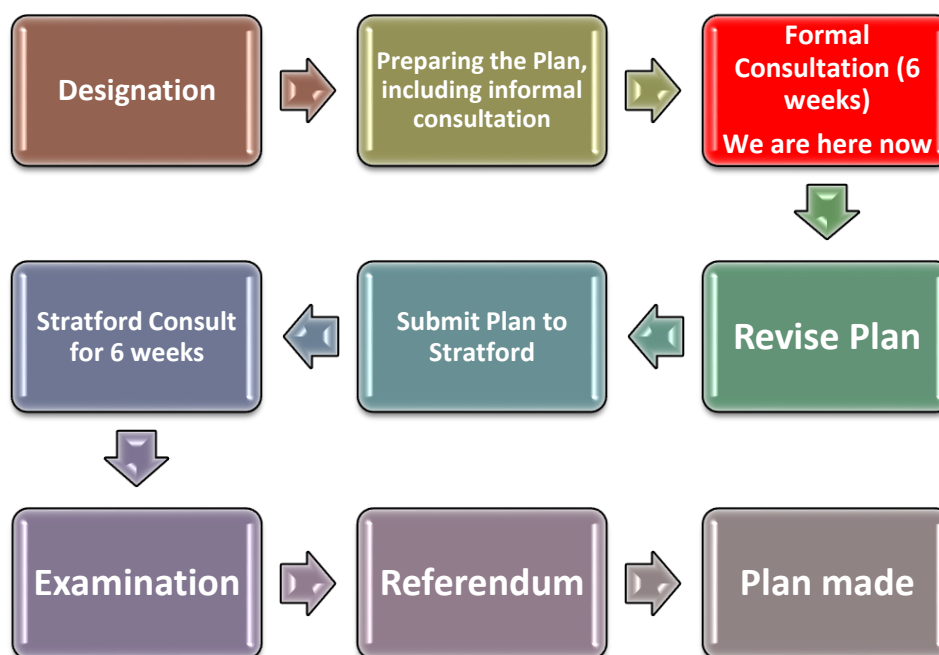 Designation
Preparing the Plan,
including informal
consultation
Formal
Consultation (6
weeks)
We are here now.
Stratford Consult
for 6 weeks
Submit Plan to
Stratford
Revise Plan
Examination
Referendum
Plan made